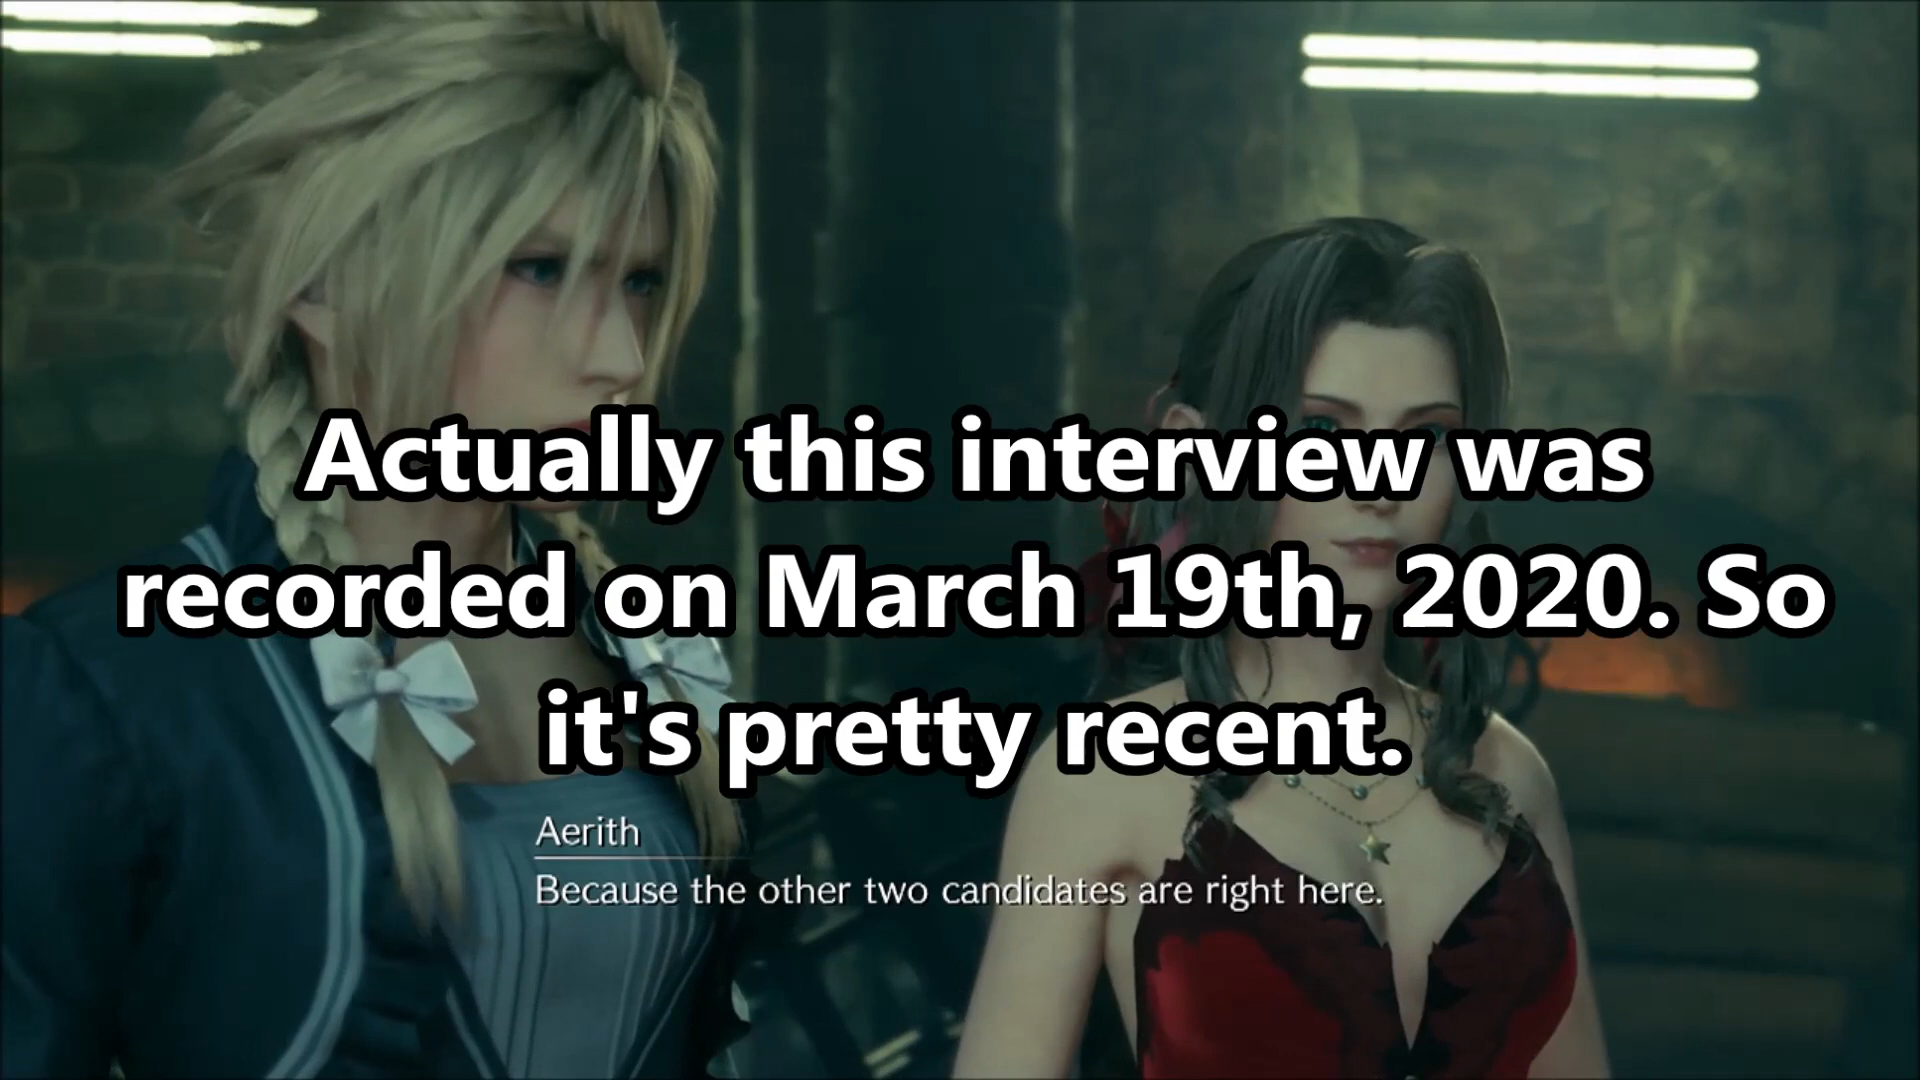 Actually this interview was
recorded on March 19th, 2020. So
it's pretty recent.
Aerith
Because the other two candidates are right here.